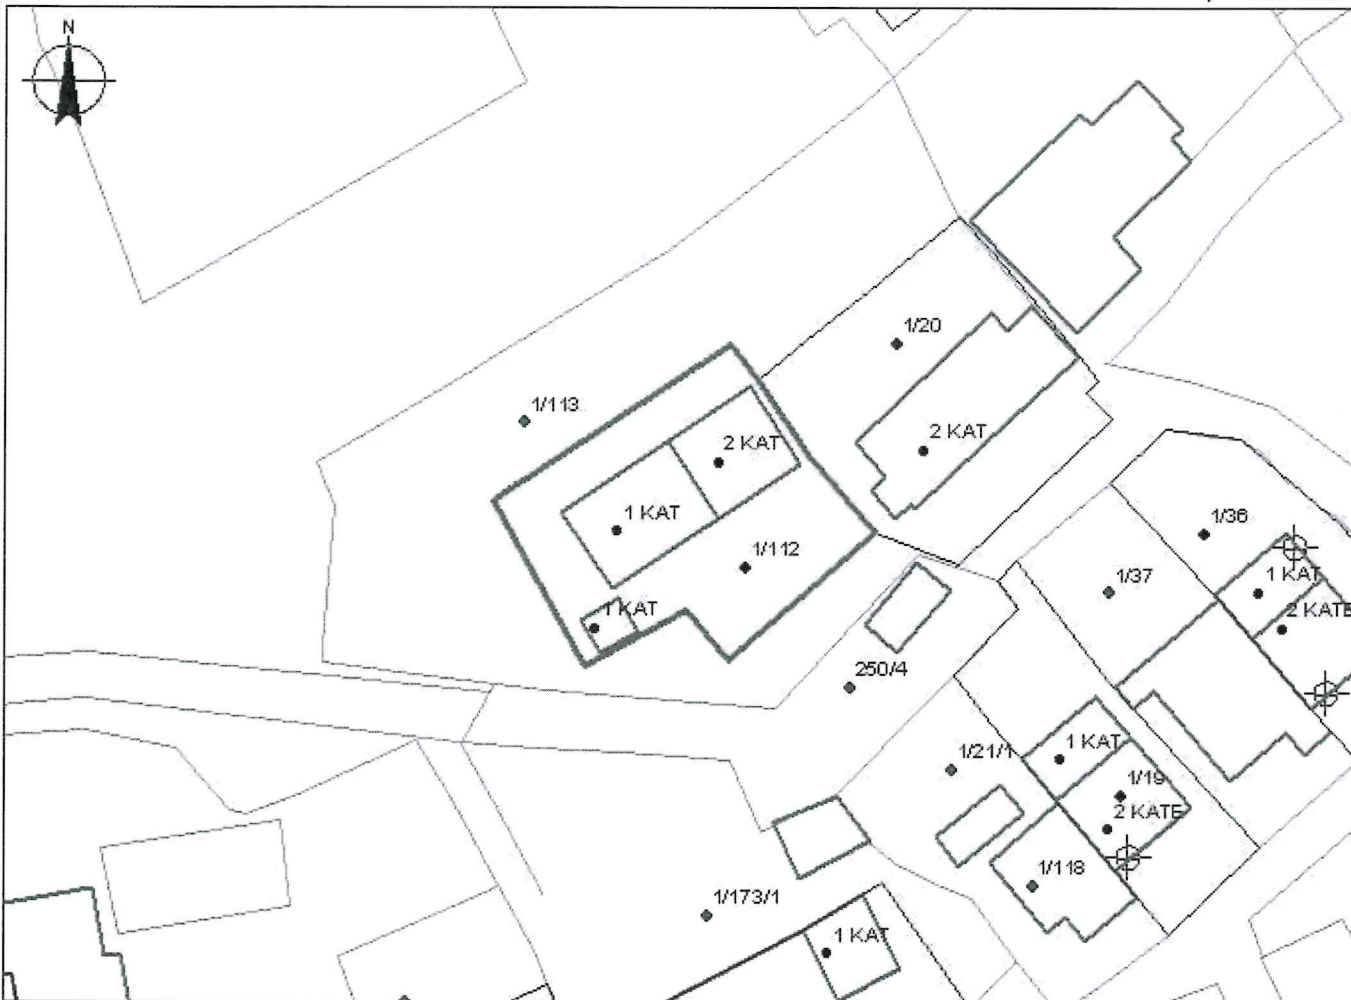 N
1/20
1/113
2 KAT
2 KAT
1 KAT
1/36
1/112
1/37
1 KAT
1 KAT
2 KATE
250/4
1/21/1
1 KAT
1/19
2 KATE
1/118
1/173/1
1 KAT